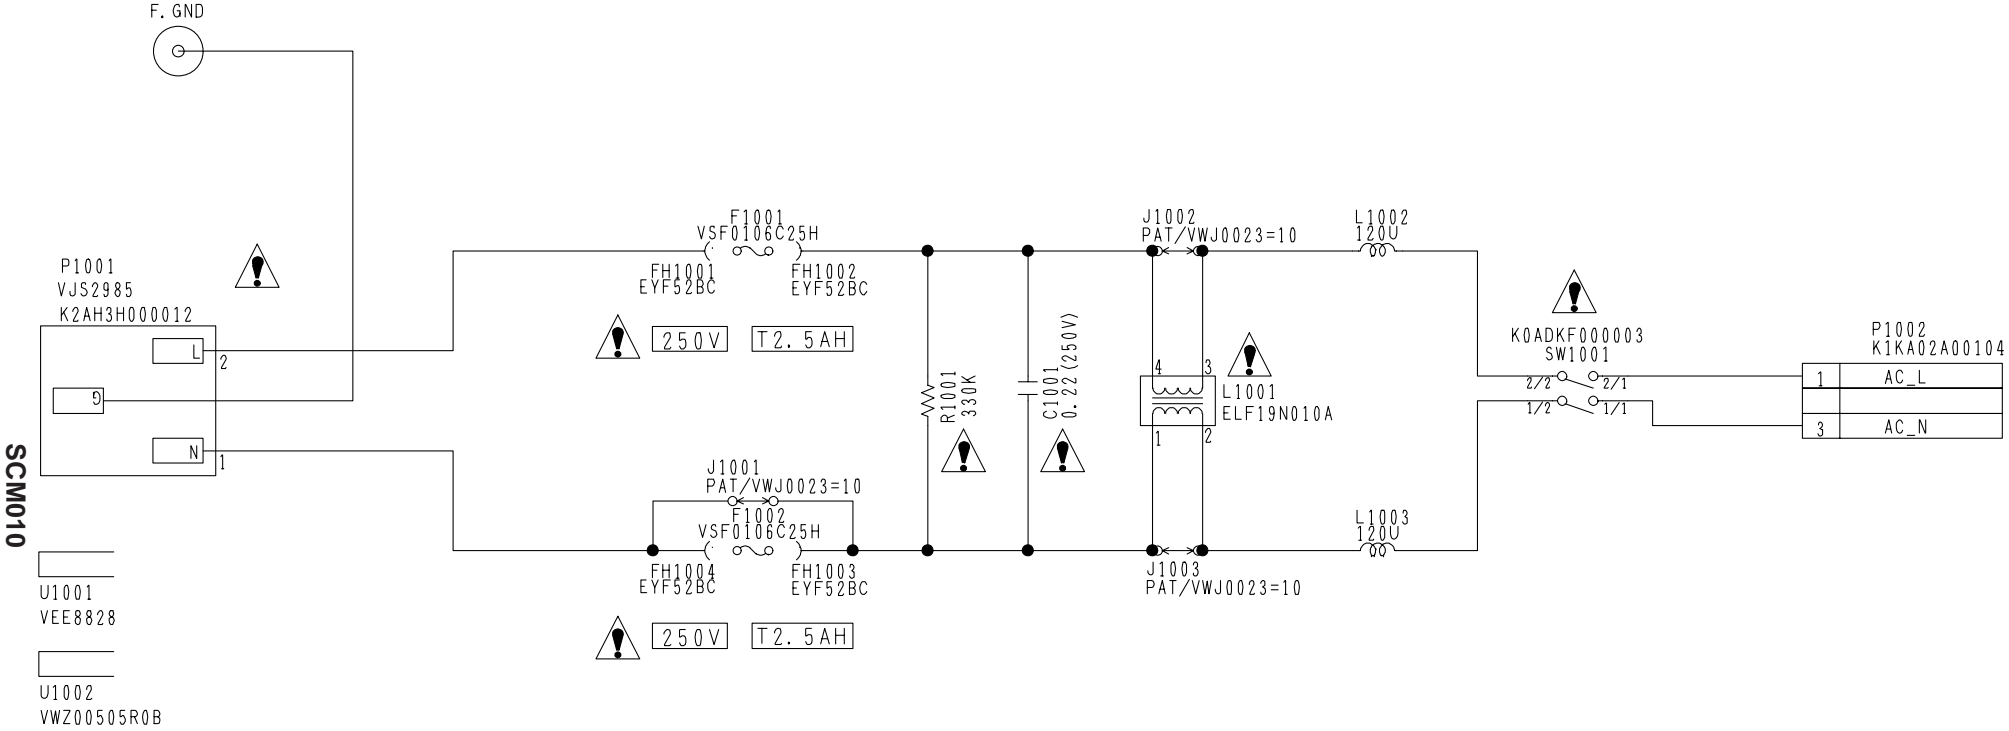 F. GND
P1001
VJS2985
K2AH3H000012
L
2
G
N
1
SCM010
U1001
VEE8828
U1002
VWZ00505R0B
F1001
VSF0106C25H
FH1001
EYF52BC
FH1002
EYF52BC
250V
T2.5AH
J1001
PAT/VWJ0023=10
F1002
VSF0106C25H
FH1004
EYF52BC
FH1003
EYF52BC
250V
T2.5AH
R1001
330K
C1001
0.22(250V)
J1002
PAT/VWJ0023=10
4
3
L1001
ELF19N010A
1
2
J1003
PAT/VWJ0023=10
L1002
120U
L1003
120U
K0ADKF000003
SW1001
2/2
2/1
1/2
1/1
P1002
K1KA02A00104
1
AC_L
3
AC_N